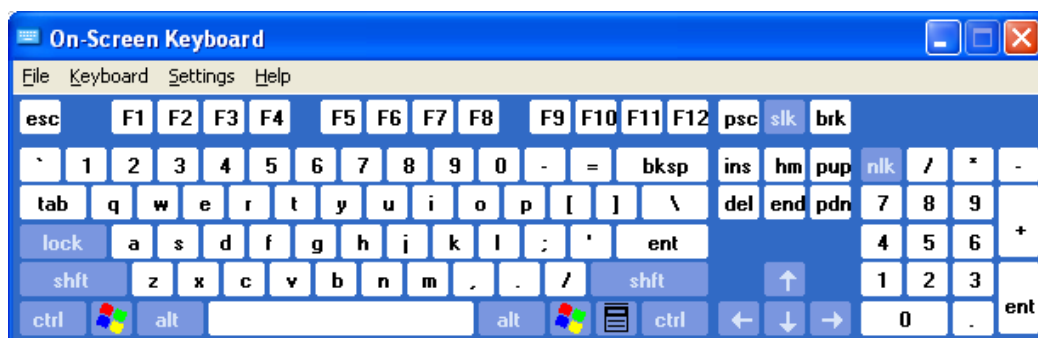 On-Screen Keyboard
File Keyboard Settings Help
esc F1 F2 F3 F4 F5 F6 F7 F8 F9 F10 F11 F12 psc slk brk
` 1 2 3 4 5 6 7 8 9 0 - = bksp ins hm pup nlk / * -
tab q w e r t y u i o p [ ] \ del end pdn 7 8 9 +
lock a s d f g h j k l ; ' ent 4 5 6
shft z x c v b n m , . / shft ↑ 1 2 3 ent
ctrl alt alt ctrl ← ↓ → 0 .